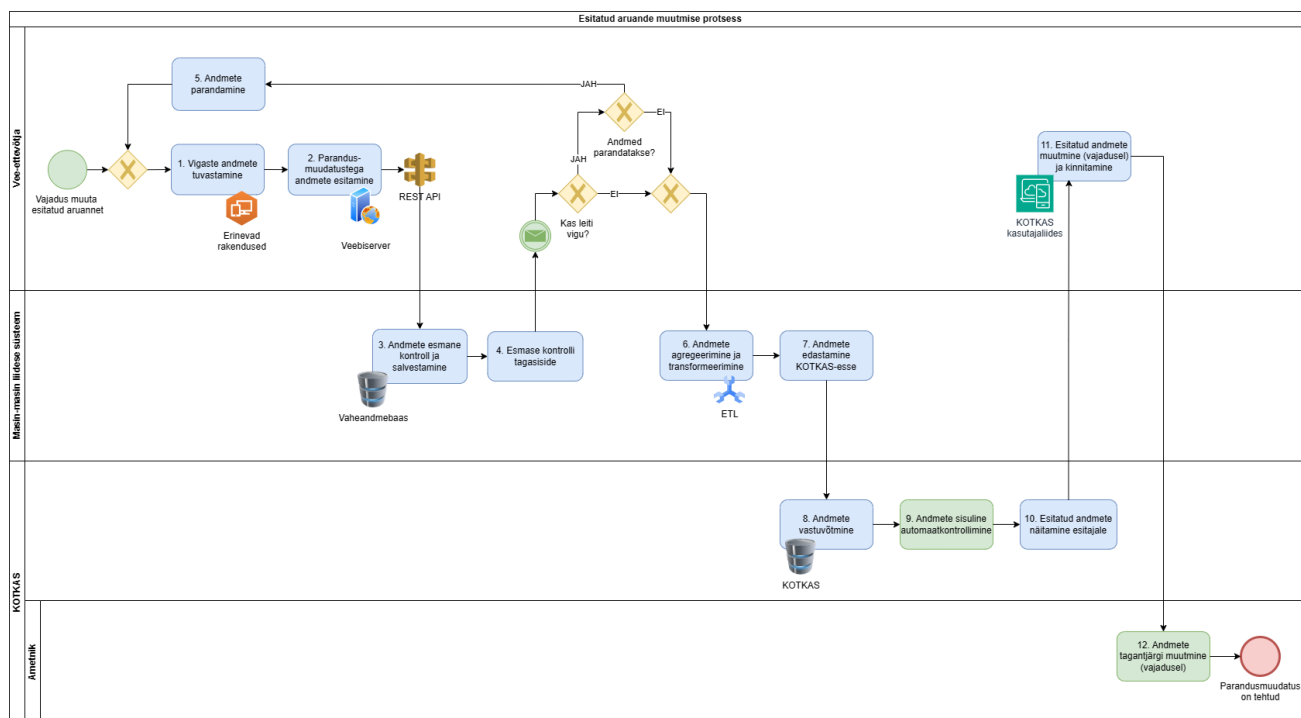 Esitatud aruande muutmise protsess
Vee-ettevõtja
Vajadus muuta
esitatud aruannet
5. Andmete
parandamine
1. Vigaste andmete
tuvastamine
Erinevad
rakendused
2. Parandus-
muudatustega
andmete esitamine
Veebiserver
REST API
JAH
EI
Andmed
parandatakse?
JAH
EI
Kas leiti
vigu?
11. Esitatud andmete
muutmine (vajadusel)
ja kinnitamine
KOTKAS
kasutajaliides
Masin-masin liidese süsteem
3. Andmete esmane
kontroll ja
salvestamine
Vaheandmebaas
4. Esmase kontrolli
tagasiside
6. Andmete
agregeerimine ja
transformeerimine
ETL
7. Andmete
edastamine
KOTKAS-esse
KOTKAS
8. Andmete
vastuvõtmine
KOTKAS
9. Andmete sisuline
automaatkontrollimine
10. Esitatud andmete
näitamine esitajale
Ametnik
12. Andmete
tagantjärgi muutmine
(vajadusel)
Parandusmuudatus
on tehtud